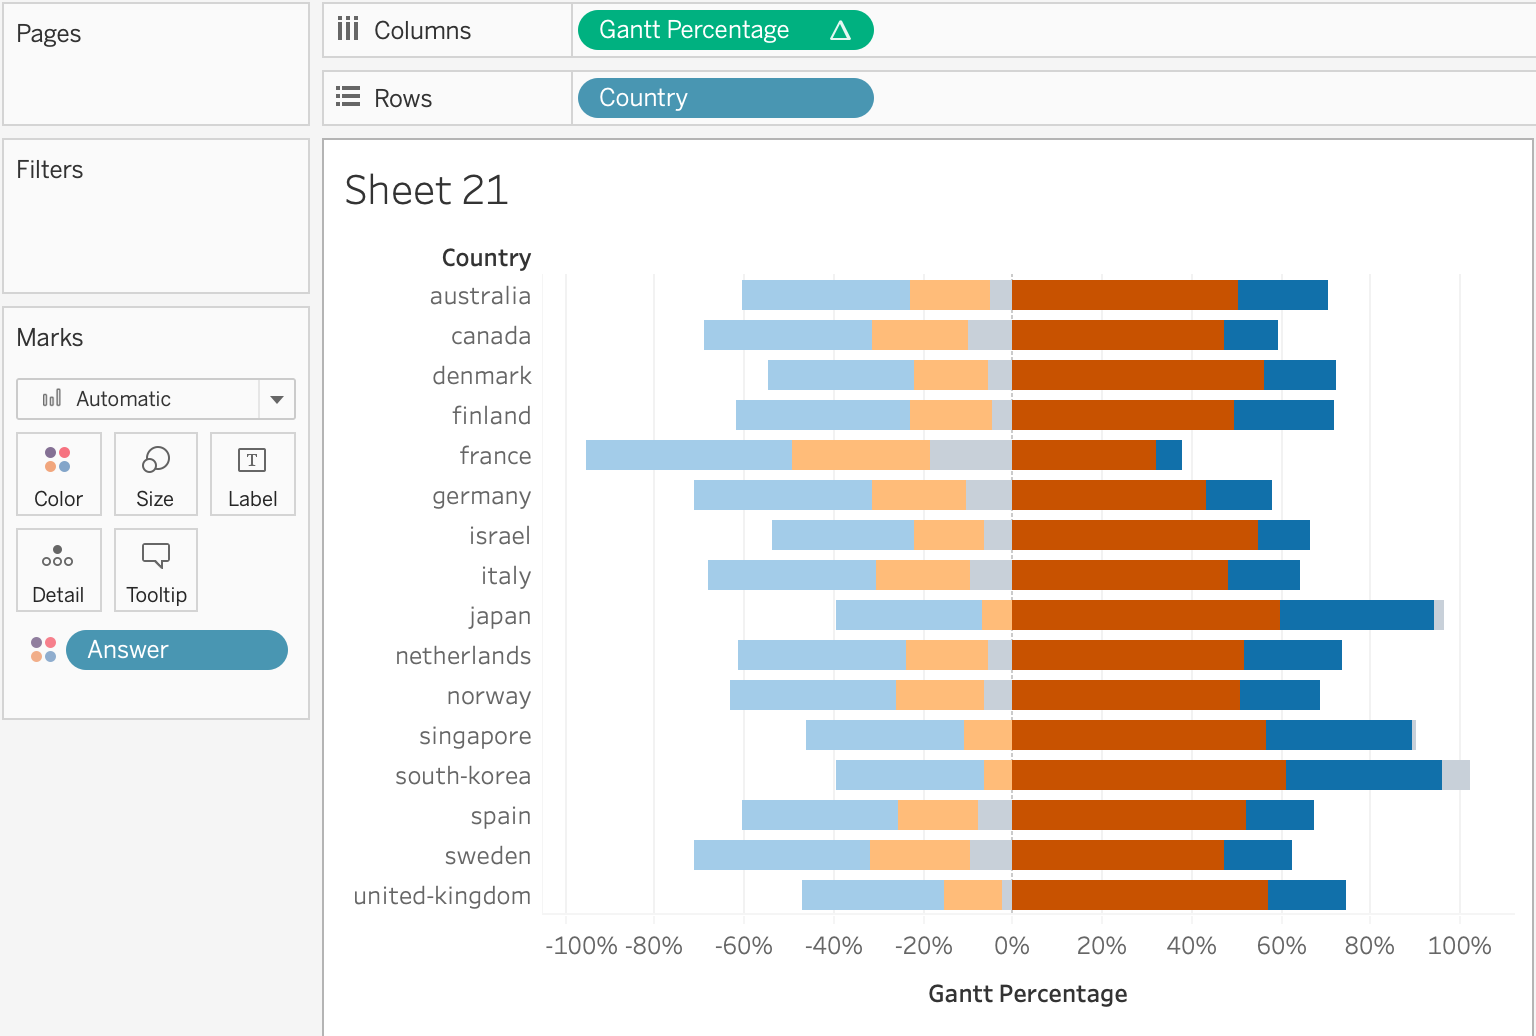 Pages
Columns
Gantt Percentage
Rows
Country
Filters
Marks
Automatic
Color
Size
T
Label
Detail
Tooltip
Answer
Sheet 21
Country
australia
canada
denmark
finland
france
germany
israel
italy
japan
netherlands
norway
singapore
south-korea
spain
sweden
united-kingdom
-100% -80% -60% -40% -20% 0% 20% 40% 60% 80% 100%
Gantt Percentage